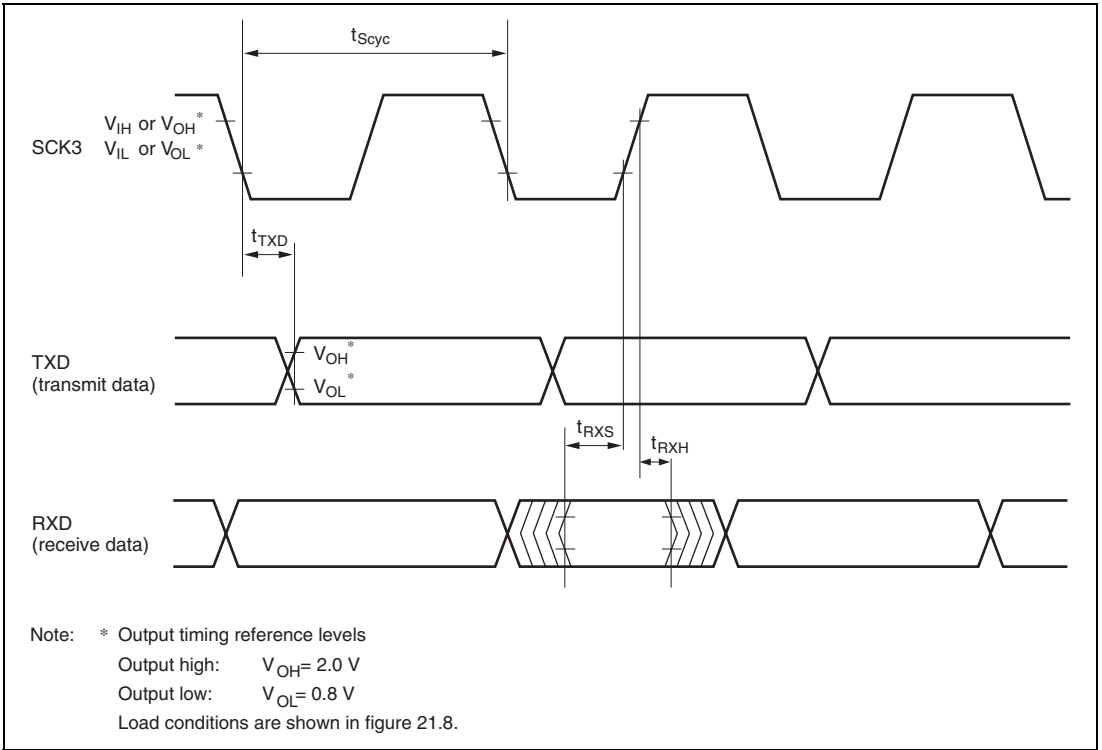 tScyc
VIH or VOH*
SCK3
VIL or VOL *
tTXD
VOH*
TXD
(transmit data)
VOL*
tRXS
tRXH
RXD
(receive data)
Note: * Output timing reference levels
Output high: VOH= 2.0 V
Output low: VOL= 0.8 V
Load conditions are shown in figure 21.8.